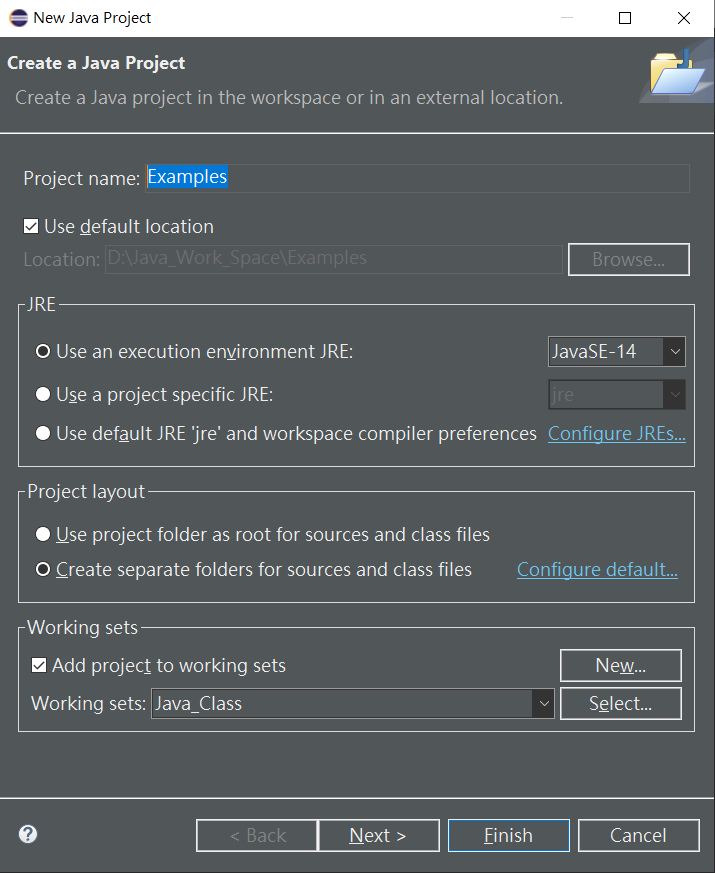 New Java Project
Create a Java Project
Create a Java project in the workspace or in an external location.
Project name: Examples
Use default location
Location: D:\Java_Work_Space\Examples Browse...
JRE
Use an execution environment JRE: JavaSE-14
Use a project specific JRE: jre
Use default JRE 'jre' and workspace compiler preferences Configure JREs...
Project layout
Use project folder as root for sources and class files
Create separate folders for sources and class files Configure default...
Working sets
Add project to working sets New...
Working sets: Java_Class Select...
? < Back Next > Finish Cancel